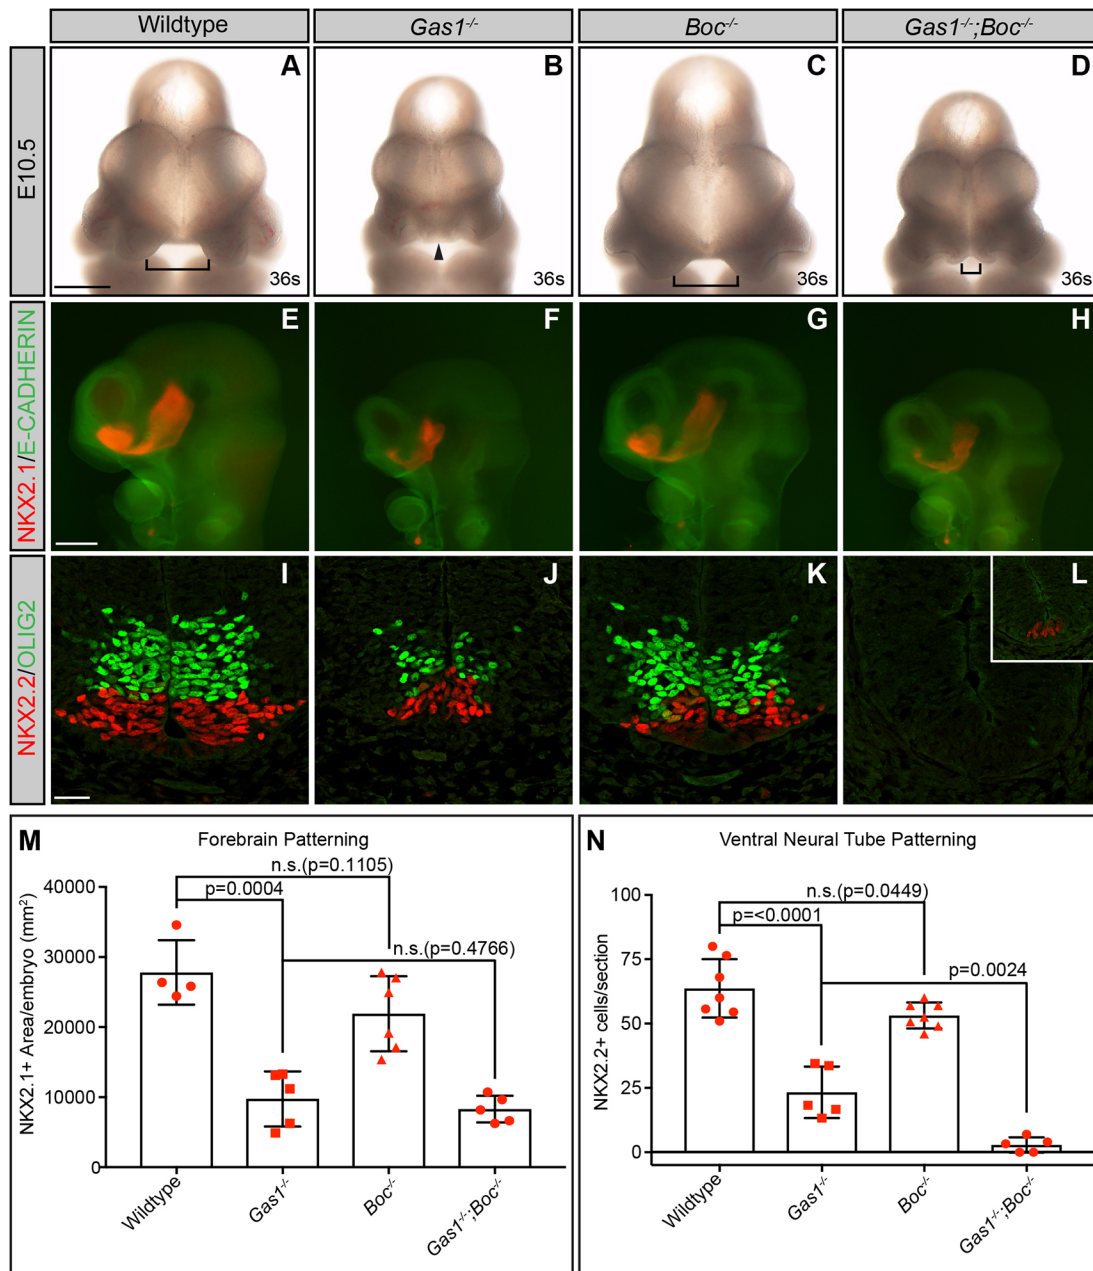 Wildtype
Gas1-/-
Boc-/-
Gas1-/-;Boc-/-
E10.5
A
36s
B
36s
C
36s
D
36s
NKX2.1/E-CADHERIN
E
F
G
H
NKX2.2/OLIG2
I
J
K
L
M
Forebrain Patterning
n.s.(p=0.1105)
p=0.0004
n.s.(p=0.4766)
NKX2.1+ Area/embryo (mm²)
40000
30000
20000
10000
0
Wildtype
Gas1-/-
Boc-/-
Gas1-/-;Boc-/-
N
Ventral Neural Tube Patterning
n.s.(p=0.0449)
p=<0.0001
p=0.0024
NKX2.2+ cells/section
100
75
50
25
0
Wildtype
Gas1-/-
Boc-/-
Gas1-/-;Boc-/-